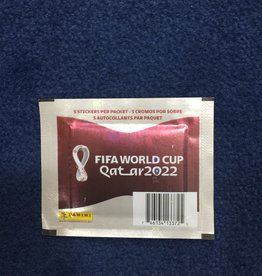 5 STICKERS PER PACKET • 5 CROMOS POR SOBRE
5 AUTOCOLLANTS PAR PAQUET
FIFA WORLD CUP
Qatar2022
PANINI